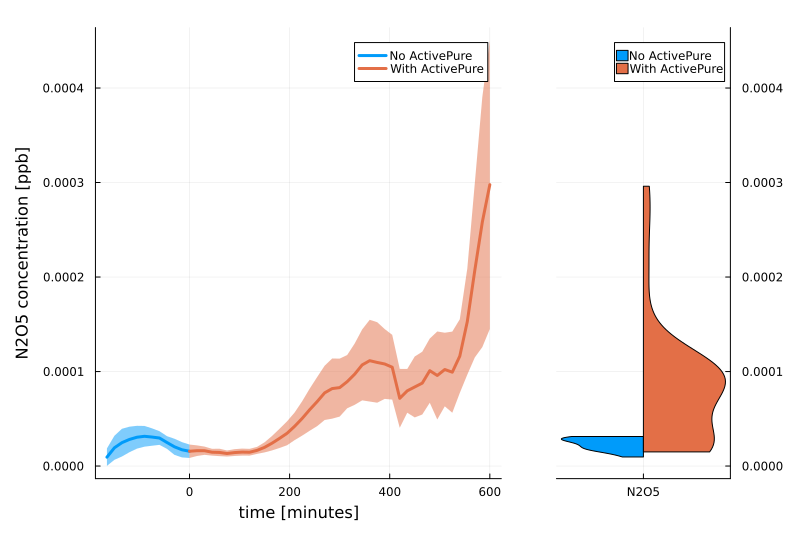 No ActivePure
With ActivePure
No ActivePure
With ActivePure
N2O5 concentration [ppb]
0.0004
0.0003
0.0002
0.0001
0.0000
0.0004
0.0003
0.0002
0.0001
0.0000
0
200
400
600
time [minutes]
N2O5